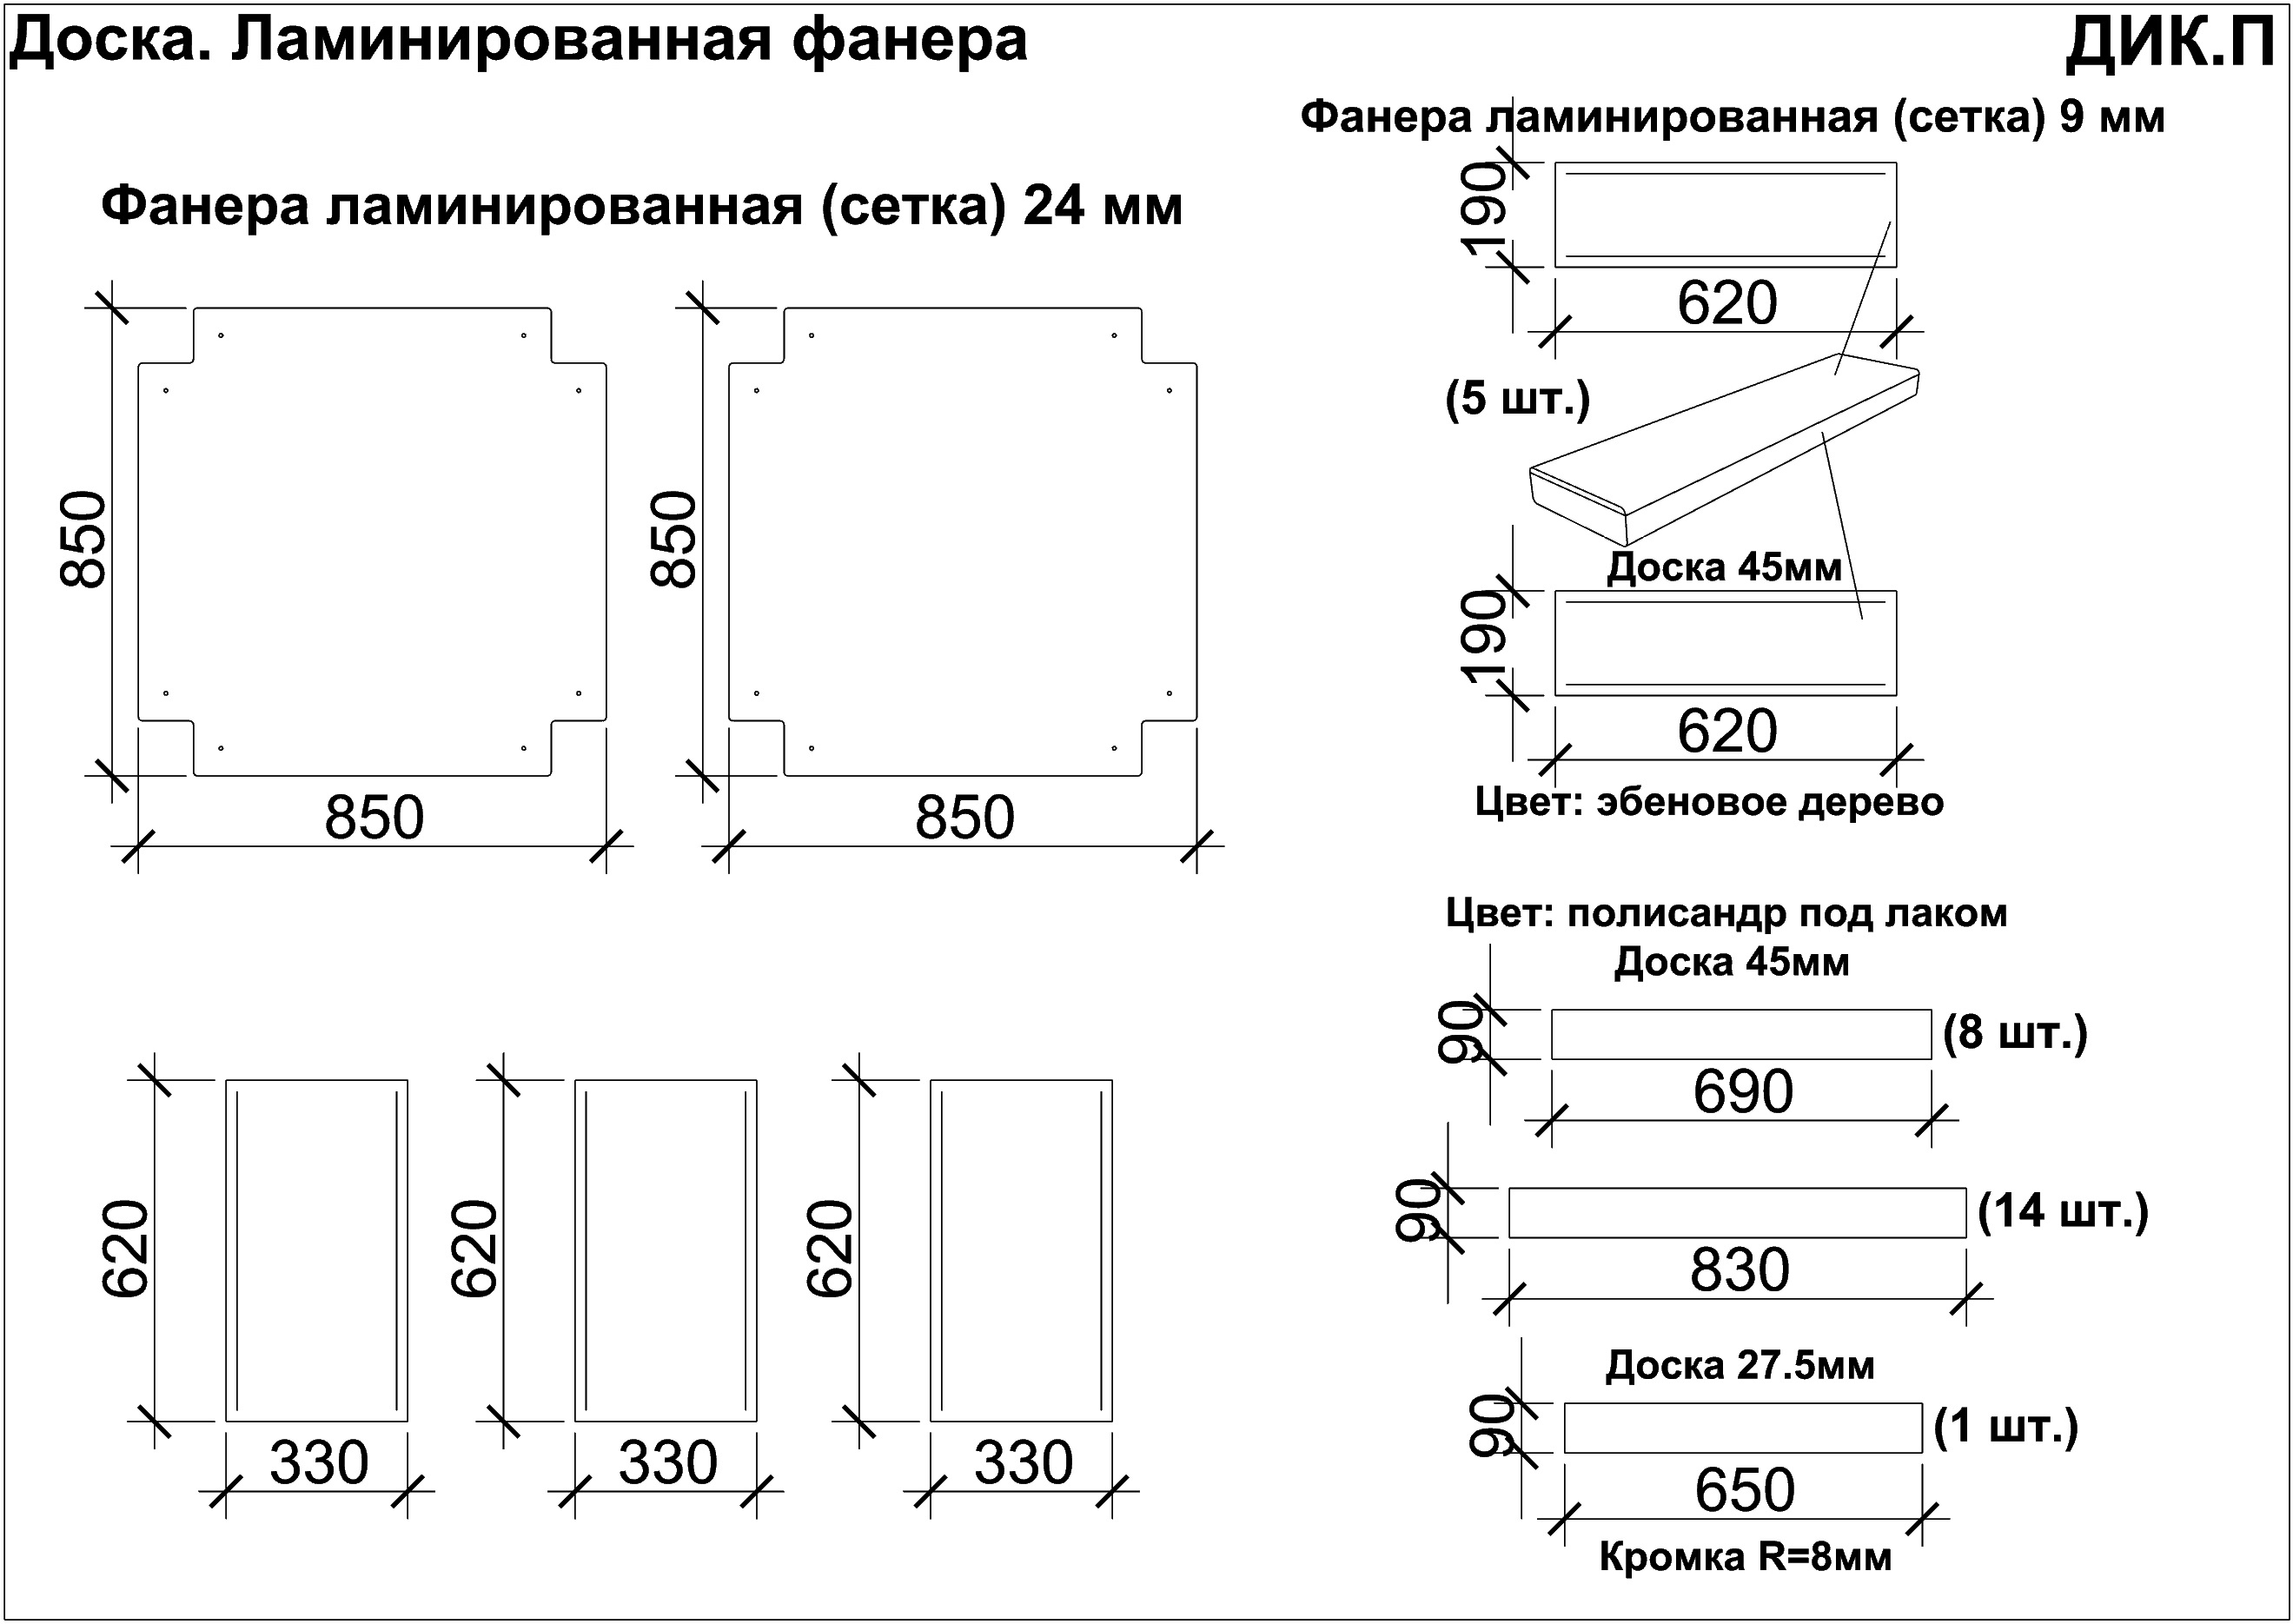 Доска. Ламинированная фанера
ДИК.П
Фанера ламинированная (сетка) 24 мм
850
850
850
850
620
330
620
330
620
330
Фанера ламинированная (сетка) 9 мм
190
620
(5 шт.)
Доска 45мм
190
620
Цвет: эбеновое дерево
Цвет: полисандр под лаком
Доска 45мм
90
(8 шт.)
690
90
(14 шт.)
830
Доска 27.5мм
90
(1 шт.)
650
Кромка R=8мм